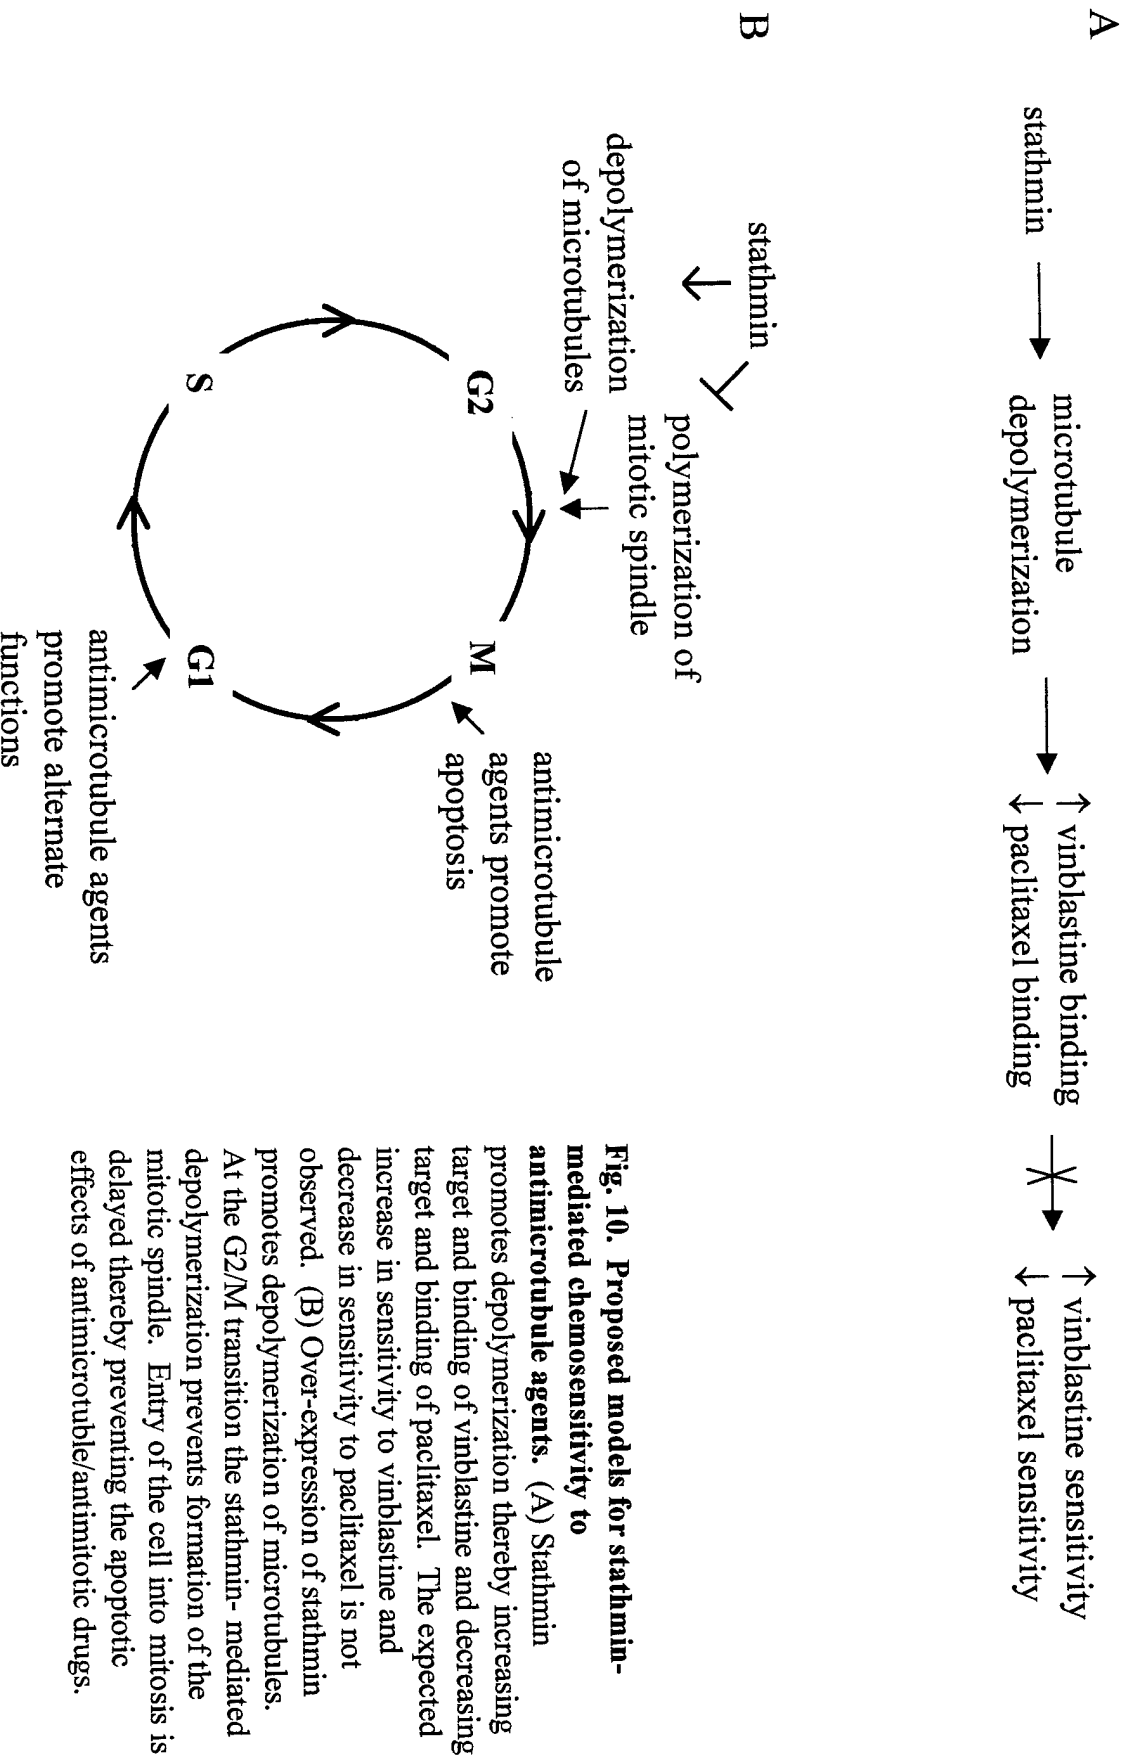 A
stathmin
microtubule
depolymerization
↑ vinblastine binding
↓ paclitaxel binding
↑ vinblastine sensitivity
↓ paclitaxel sensitivity
B
stathmin
depolymerization
of microtubules
polymerization of
mitotic spindle
G2
M
S
G1
antimicrotubule
agents promote
apoptosis
antimicrotubule agents
promote alternate
functions
Fig. 10. Proposed models for stathmin-
mediated chemosensitivity to
antimicrotubule agents. (A) Stathmin
promotes depolymerization thereby increasing
target and binding of vinblastine and decreasing
target and binding of paclitaxel. The expected
increase in sensitivity to vinblastine and
decrease in sensitivity to paclitaxel is not
observed. (B) Over-expression of stathmin
promotes depolymerization of microtubules.
At the G2/M transition the stathmin- mediated
depolymerization prevents formation of the
mitotic spindle. Entry of the cell into mitosis is
delayed thereby preventing the apoptotic
effects of antimicrotuble/antimitotic drugs.